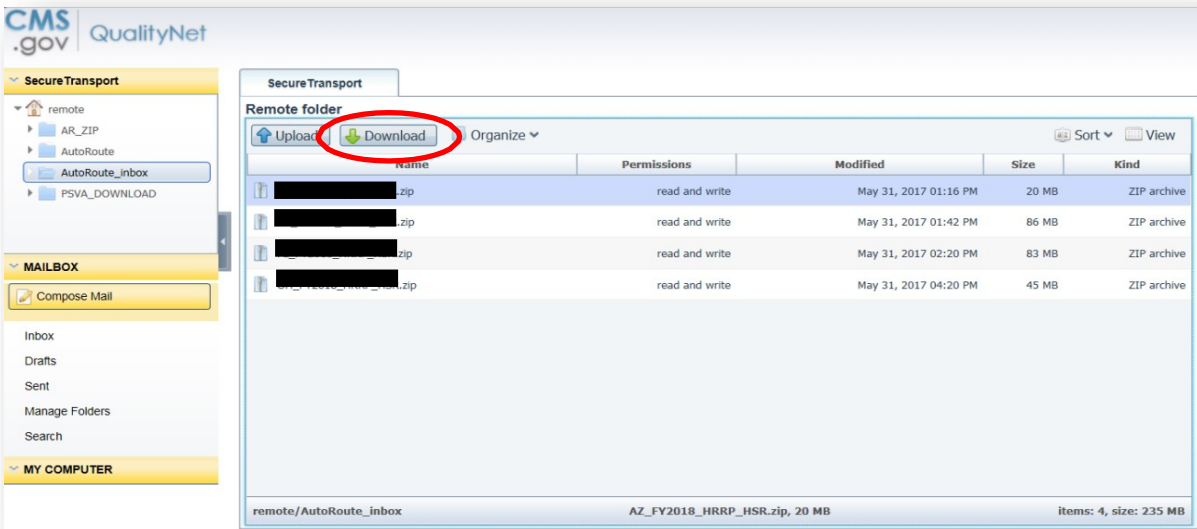 CMS
.gov
QualityNet
SecureTransport
remote
AR_ZIP
AutoRoute
AutoRoute_inbox
PSVA_DOWNLOAD
MAILBOX
Compose Mail
Inbox
Drafts
Sent
Manage Folders
Search
MY COMPUTER
SecureTransport
Remote folder
Upload Download Organize Sort View
Name Permissions Modified Size Kind
.zip read and write May 31, 2017 01:16 PM 20 MB ZIP archive
.zip read and write May 31, 2017 01:42 PM 86 MB ZIP archive
zip read and write May 31, 2017 02:20 PM 83 MB ZIP archive
.zip read and write May 31, 2017 04:20 PM 45 MB ZIP archive
remote/AutoRoute_inbox AZ_FY2018_HRRP_HSR.zip, 20 MB items: 4, size: 235 MB